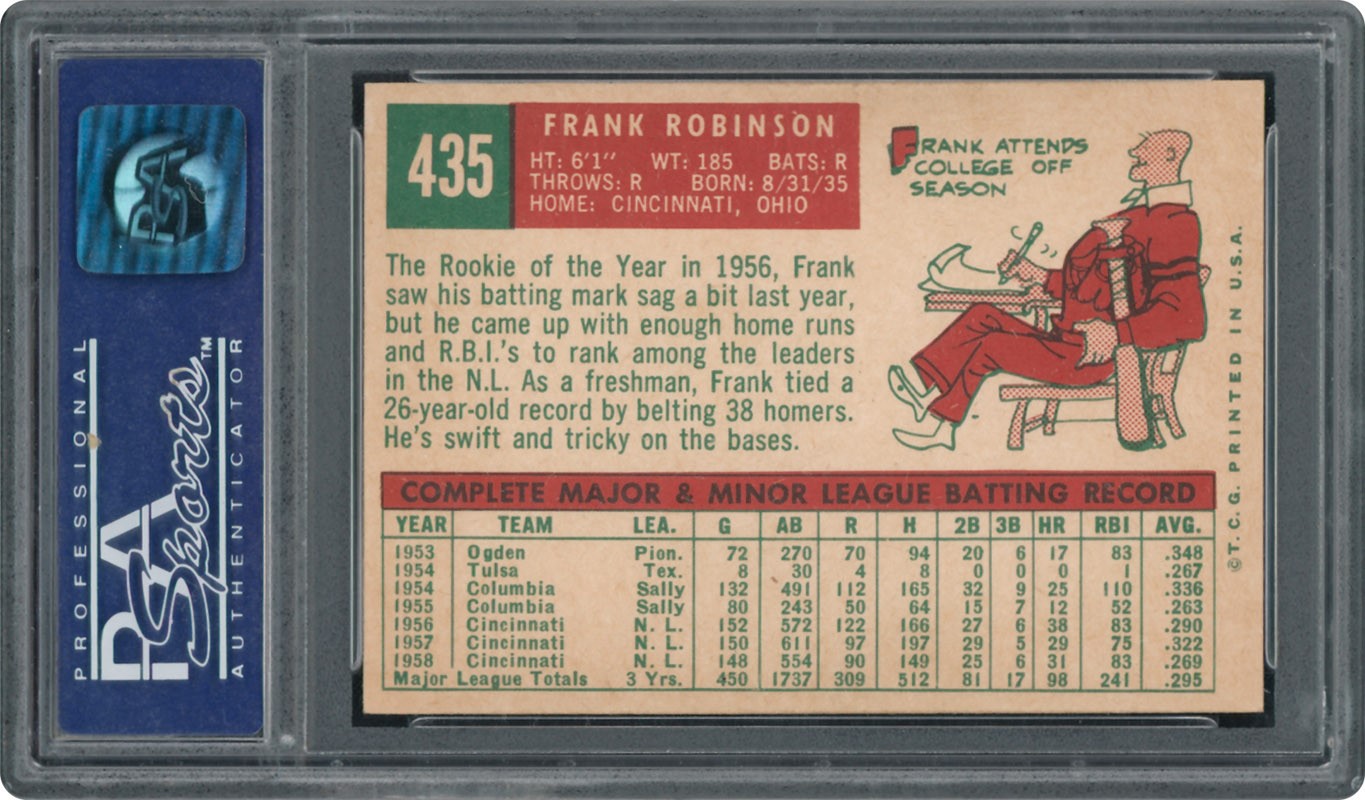 PROFESSIONAL
PSA
Sports™
AUTHENTICATOR
PSA
435
FRANK ROBINSON
HT: 6'1" WT: 185 BATS: R
THROWS: R BORN: 8/31/35
HOME: CINCINNATI, OHIO
FRANK ATTENDS
COLLEGE OFF
SEASON
The Rookie of the Year in 1956, Frank
saw his batting mark sag a bit last year,
but he came up with enough home runs
and R.B.I.'s to rank among the leaders
in the N.L. As a freshman, Frank tied a
26-year-old record by belting 38 homers.
He's swift and tricky on the bases.
COMPLETE MAJOR & MINOR LEAGUE BATTING RECORD
YEAR TEAM LEA. G AB R H 2B 3B HR RBI AVG.
1953 Ogden Pion. 72 270 70 94 20 6 17 83 .348
1954 Tulsa Tex. 8 30 4 8 0 0 0 1 .267
1954 Columbia Sally 132 491 112 165 32 9 25 110 .336
1955 Columbia Sally 80 243 50 64 15 7 12 52 .263
1956 Cincinnati N. L. 152 572 122 166 27 6 38 83 .290
1957 Cincinnati N. L. 150 611 97 197 29 5 29 75 .322
1958 Cincinnati N. L. 148 554 90 149 25 6 31 83 .269
Major League Totals 3 Yrs. 450 1737 309 512 81 17 98 241 .295
©T. C. G. PRINTED IN U.S.A.